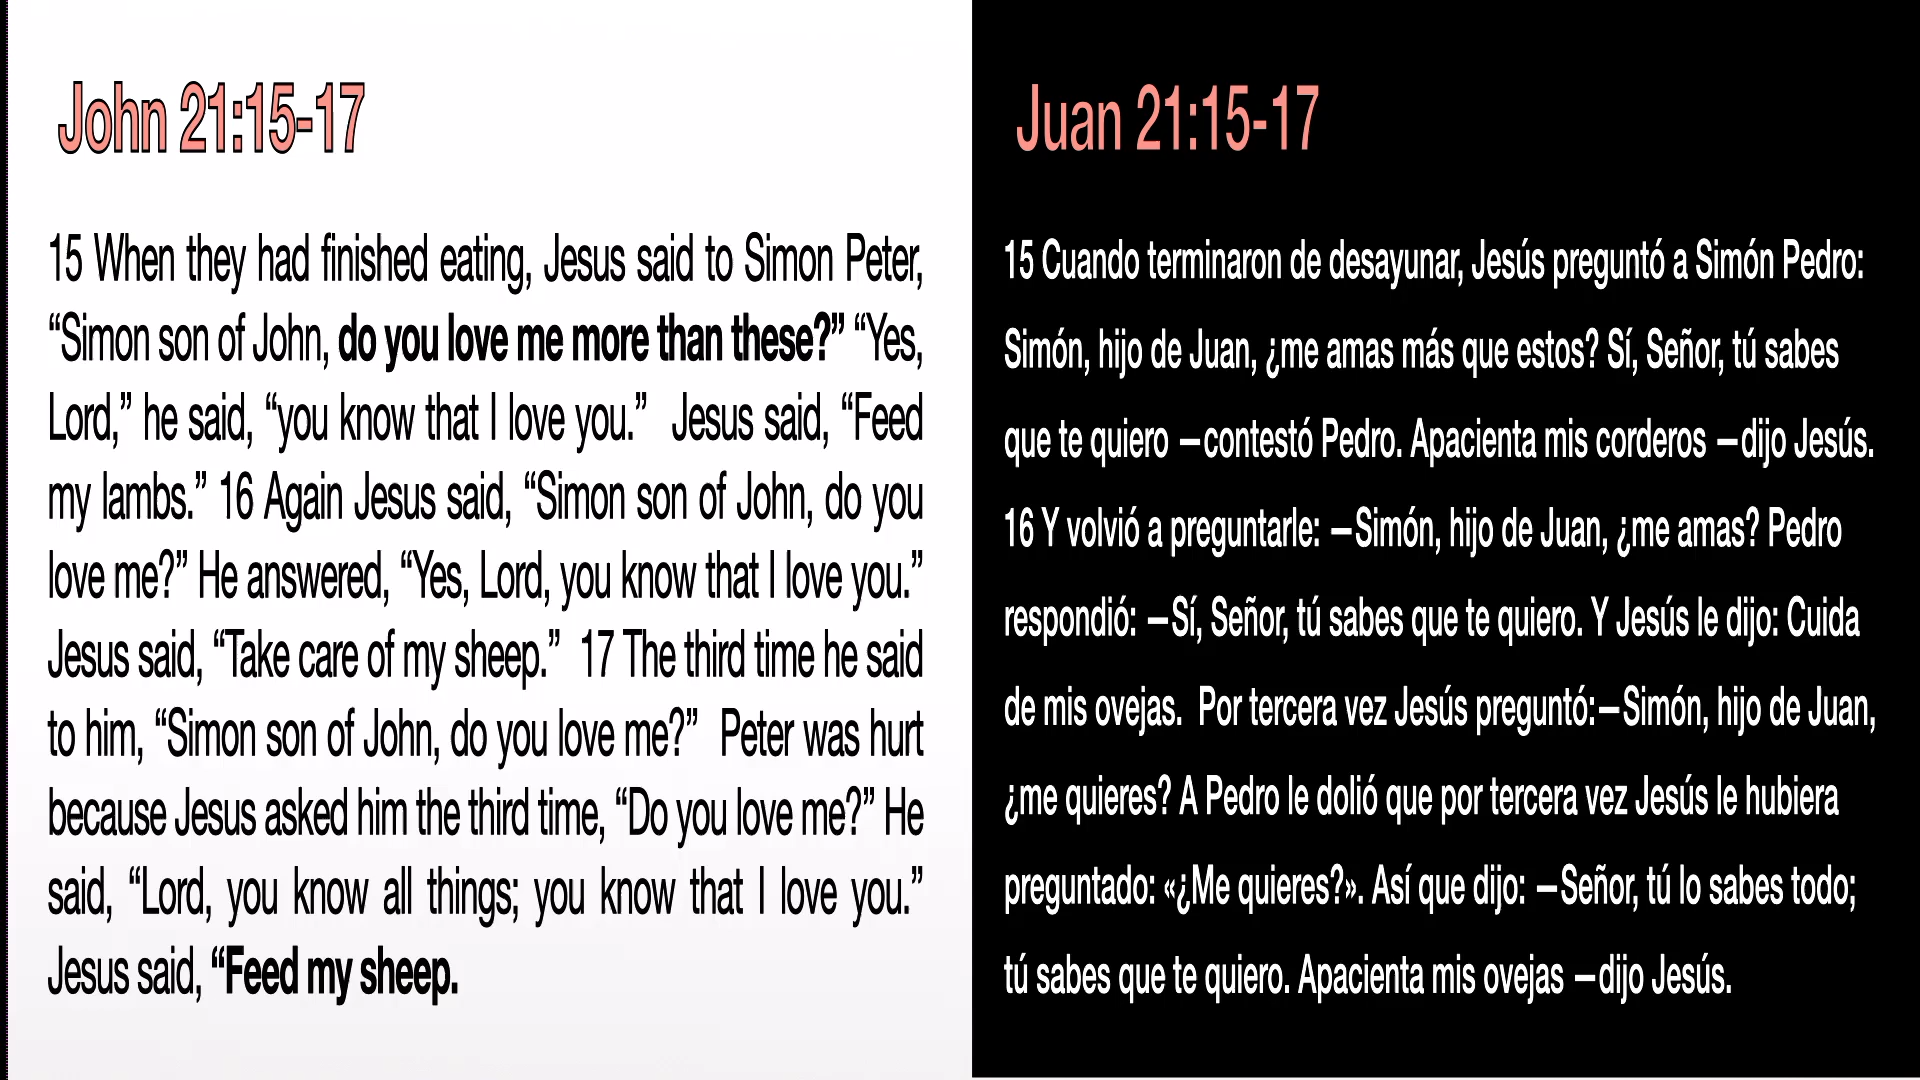 John 21:15-17
15 When they had finished eating, Jesus said to Simon Peter,
“Simon son of John, do you love me more than these?” “Yes,
Lord,” he said, “you know that I love you.”  Jesus said, “Feed
my lambs.” 16 Again Jesus said, “Simon son of John, do you
love me?” He answered, “Yes, Lord, you know that I love you.”
Jesus said, “Take care of my sheep.”  17 The third time he said
to him, “Simon son of John, do you love me?”  Peter was hurt
because Jesus asked him the third time, “Do you love me?” He
said, “Lord, you know all things; you know that I love you.”
Jesus said, “Feed my sheep.
Juan 21:15-17
15 Cuando terminaron de desayunar, Jesús preguntó a Simón Pedro:
Simón, hijo de Juan, ¿me amas más que estos? Sí, Señor, tú sabes
que te quiero —contestó Pedro. Apacienta mis corderos —dijo Jesús.
16 Y volvió a preguntarle: —Simón, hijo de Juan, ¿me amas? Pedro
respondió: —Sí, Señor, tú sabes que te quiero. Y Jesús le dijo: Cuida
de mis ovejas.  Por tercera vez Jesús preguntó:—Simón, hijo de Juan,
¿me quieres? A Pedro le dolió que por tercera vez Jesús le hubiera
preguntado: «¿Me quieres?». Así que dijo: —Señor, tú lo sabes todo;
tú sabes que te quiero. Apacienta mis ovejas —dijo Jesús.